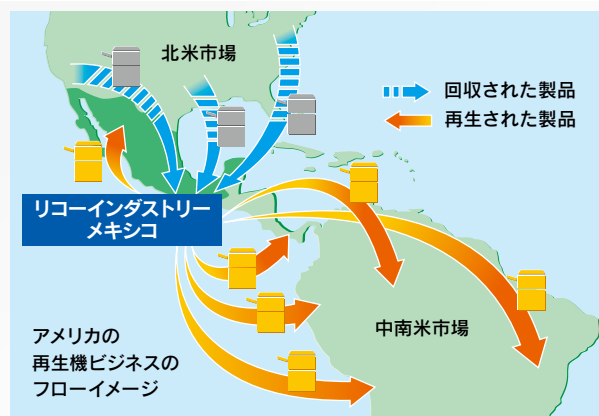 北米市場
回収された製品
再生された製品
リコーインダストリー
メキシコ
中南米市場
アメリカの
再生機ビジネスの
フローイメージ